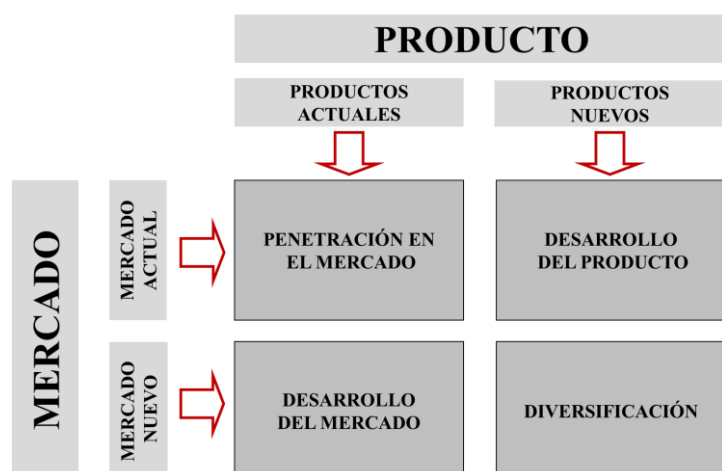 PRODUCTO
PRODUCTOS
ACTUALES
PRODUCTOS
NUEVOS
MERCADO
MERCADO
ACTUAL
PENETRACIÓN EN
EL MERCADO
DESARROLLO
DEL PRODUCTO
MERCADO
NUEVO
DESARROLLO
DEL MERCADO
DIVERSIFICACIÓN